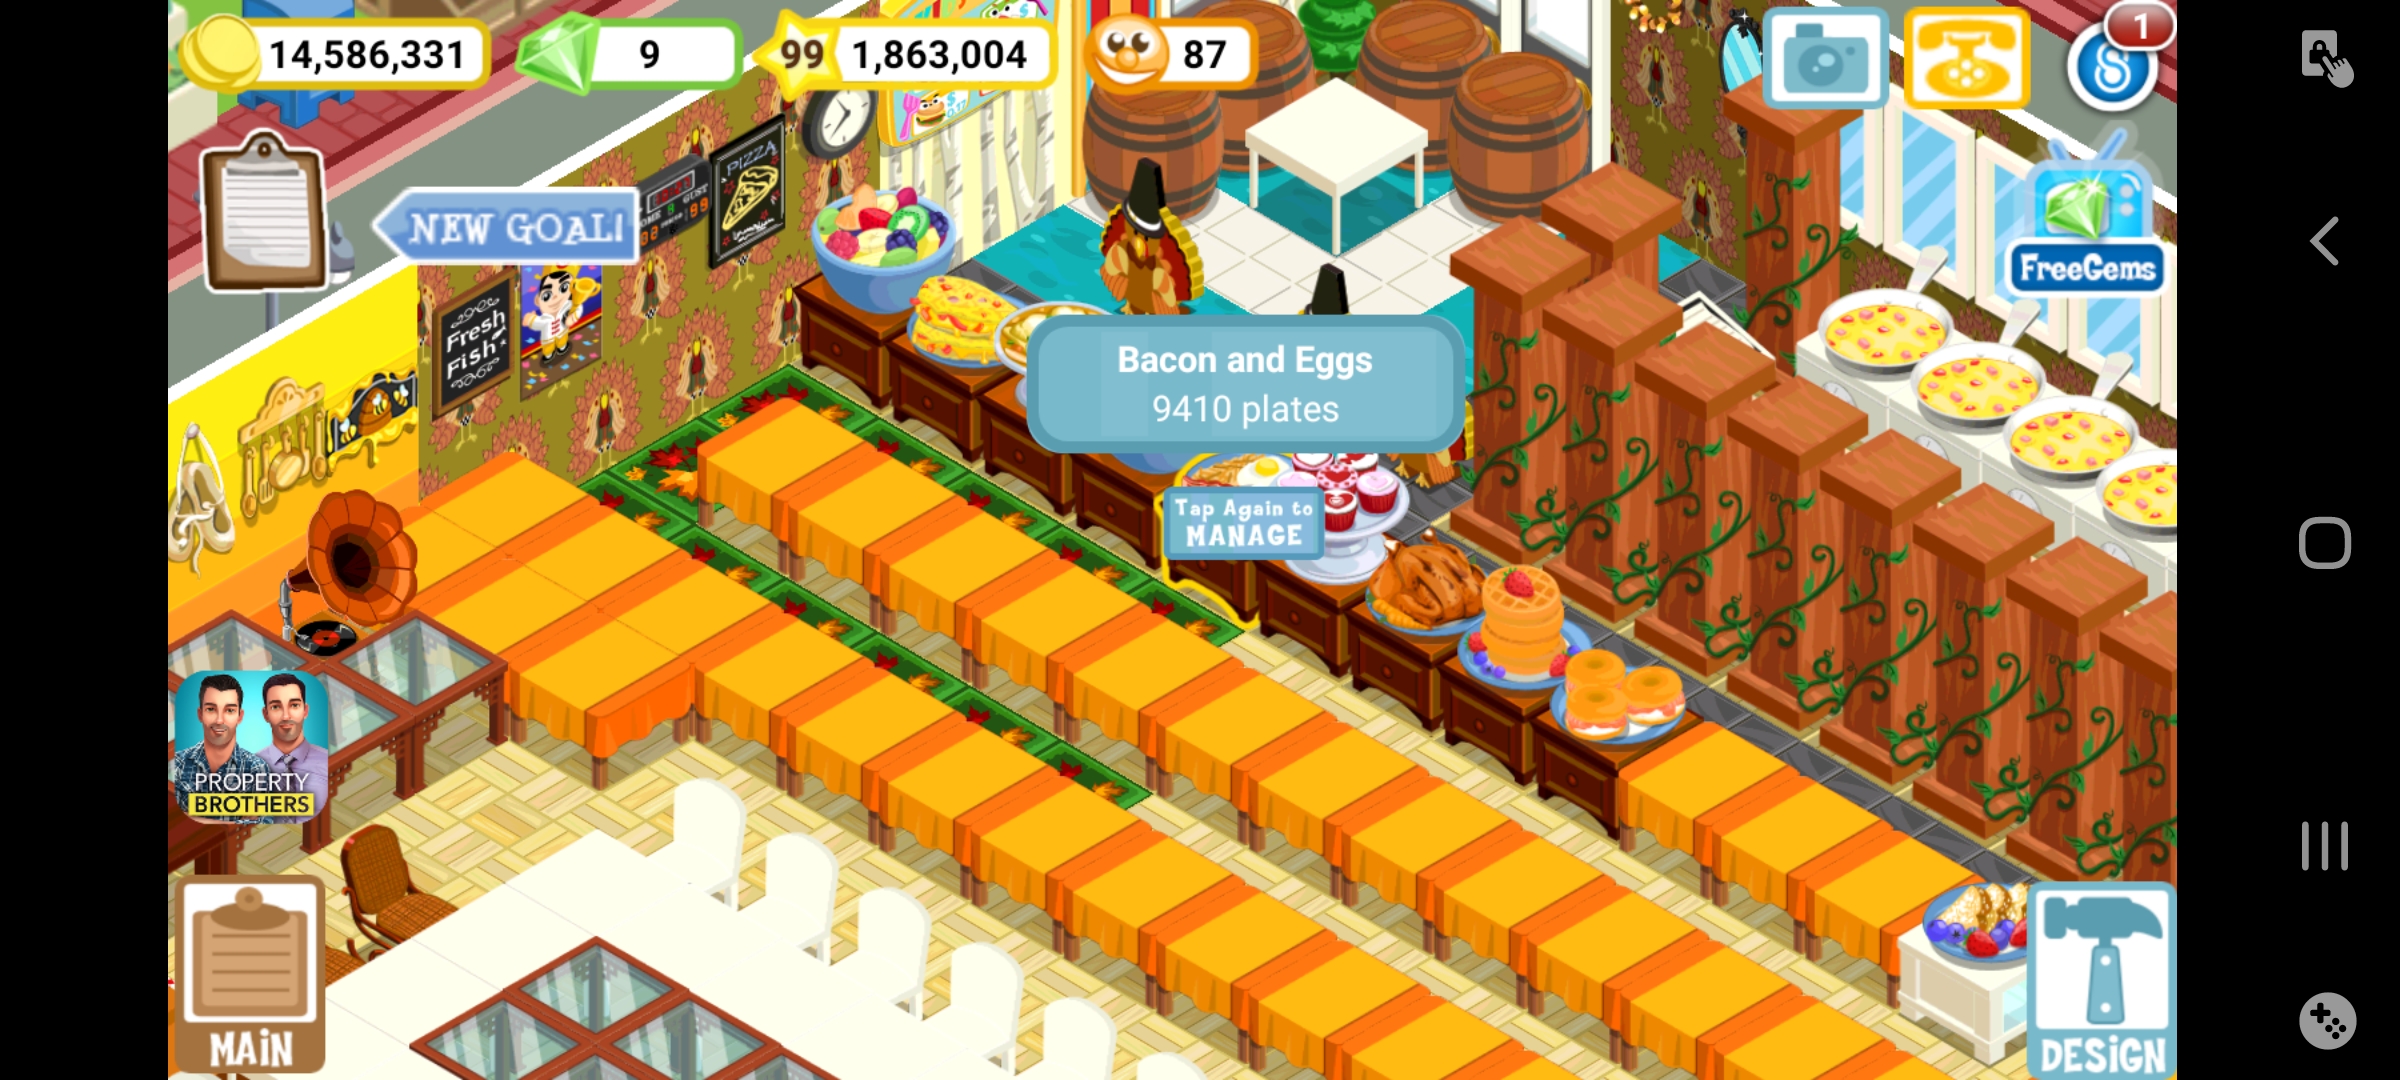 14,586,331
9
99
1,863,004
87
1
PIZZA
NEW GOAL!
FreeGems
Fresh
Fish
Bacon and Eggs
9410 plates
Tap Again to
MANAGE
PROPERTY
BROTHERS
MAIN
DESIGN